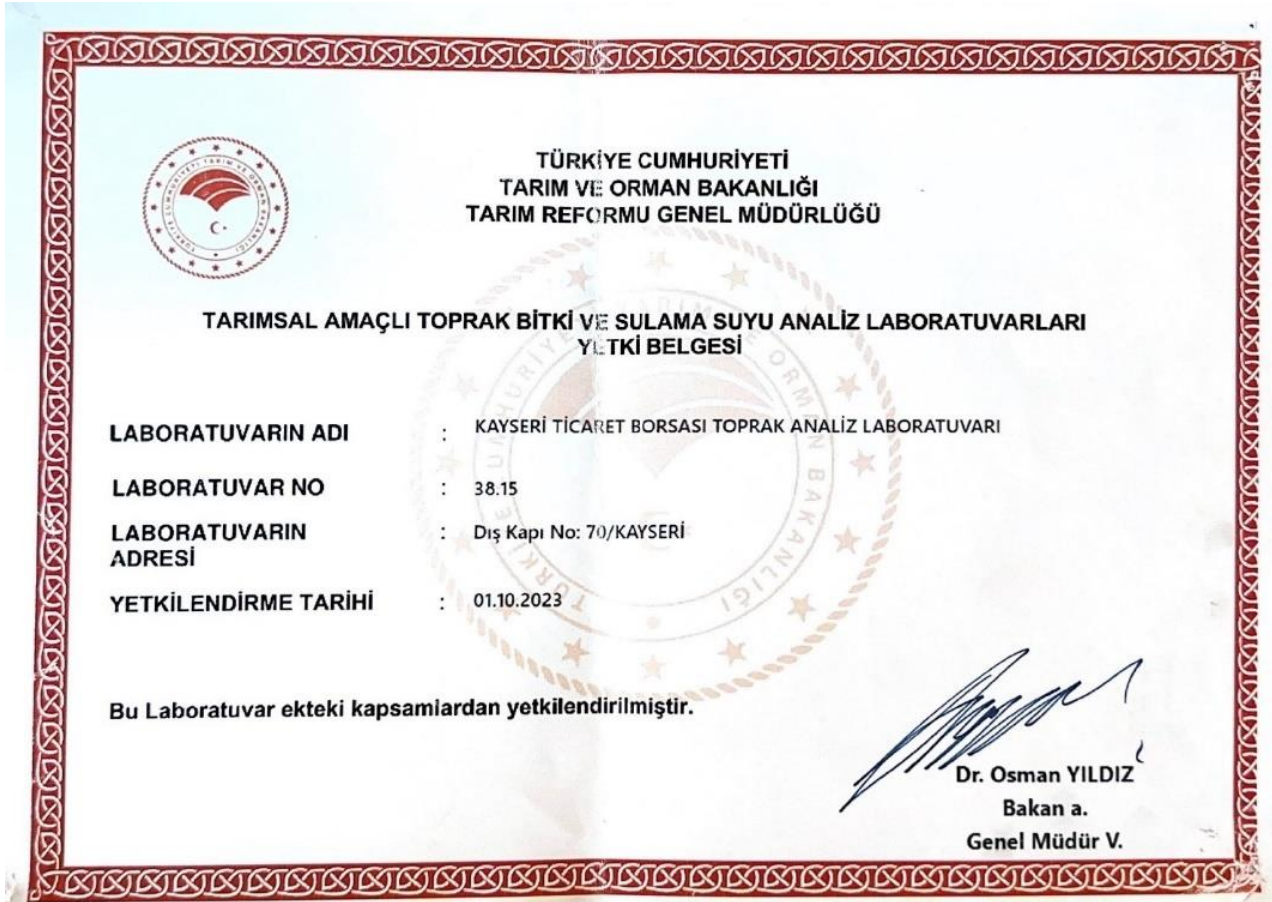 TÜRKİYE CUMHURİYETİ
TARIM VE ORMAN BAKANLIĞI
TARIM REFORMU GENEL MÜDÜRLÜĞÜ
TARIMSAL AMAÇLI TOPRAK BİTKİ VE SULAMA SUYU ANALİZ LABORATUVARLARI
YETKİ BELGESİ
LABORATUVARIN ADI : KAYSERİ TİCARET BORSASI TOPRAK ANALİZ LABORATUVARI
LABORATUVAR NO : 38.15
LABORATUVARIN ADRESİ : Dış Kapı No: 70/KAYSERİ
YETKİLENDİRME TARİHİ : 01.10.2023
Bu Laboratuvar ekteki kapsamlardan yetkilendirilmiştir.
Dr. Osman YILDIZ
Bakan a.
Genel Müdür V.